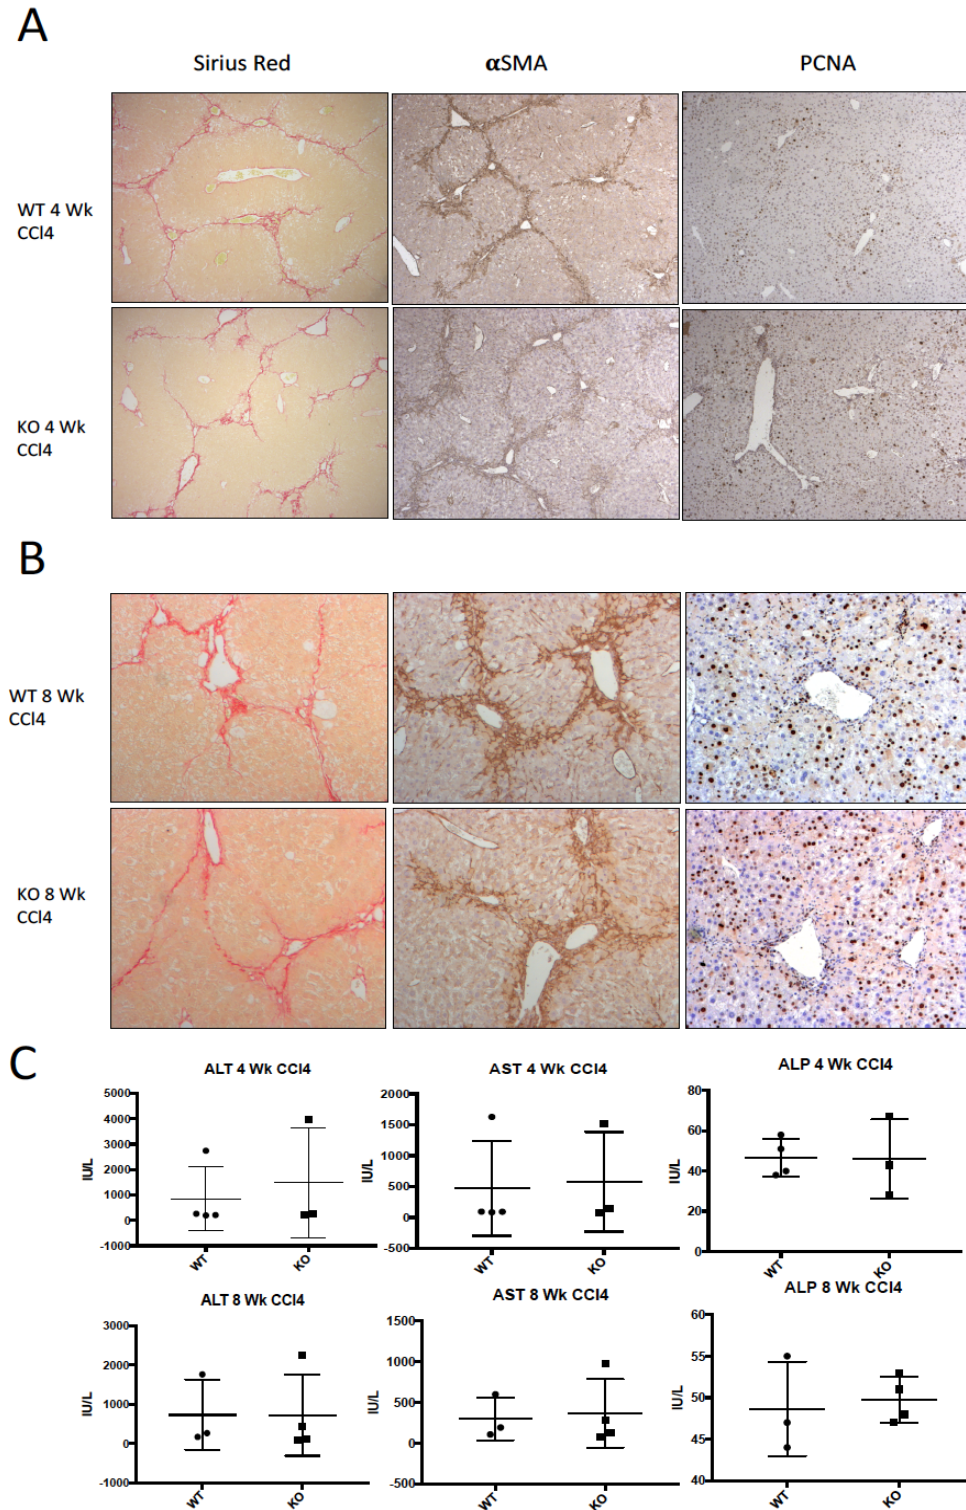 A
Sirius Red
αSMA
PCNA
WT 4 Wk
CCl4
KO 4 Wk
CCl4
B
WT 8 Wk
CCl4
KO 8 Wk
CCl4
C
ALT 4 Wk CCl4
IU/L
5000
4000
3000
2000
1000
0
-1000
WT
KO
AST 4 Wk CCl4
IU/L
2000
1500
1000
500
0
-500
WT
KO
ALP 4 Wk CCl4
IU/L
80
60
40
20
0
WT
KO
ALT 8 Wk CCl4
IU/L
3000
2000
1000
0
-1000
WT
KO
AST 8 Wk CCl4
IU/L
1500
1000
500
0
-500
WT
KO
ALP 8 Wk CCl4
IU/L
60
55
50
45
40
WT
KO